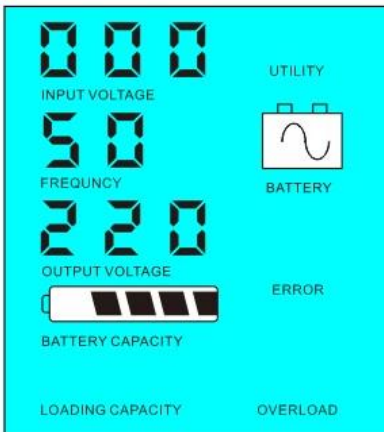 000
UTILITY
INPUT VOLTAGE
50
FREQUNCY
BATTERY
220
OUTPUT VOLTAGE
ERROR
BATTERY CAPACITY
LOADING CAPACITY
OVERLOAD